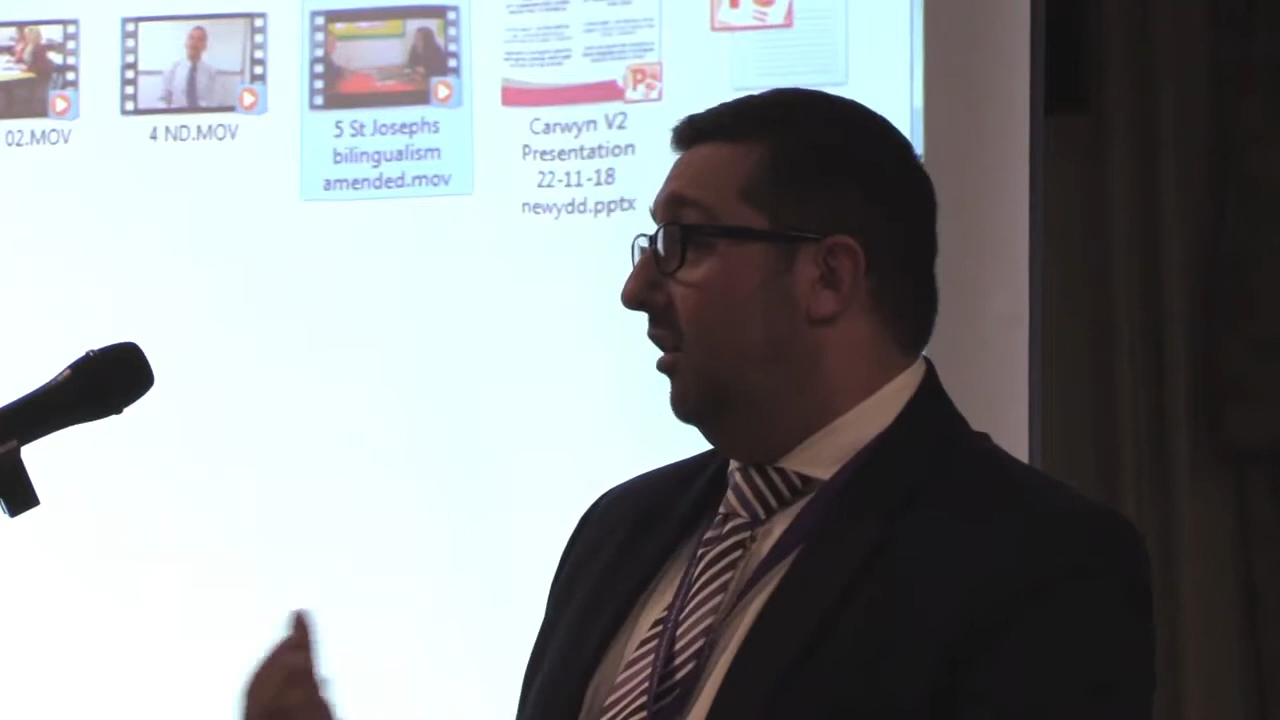 02.MOV
4 ND.MOV
5 St Josephs
bilingualism
amended.mov
Carwyn V2
Presentation
22-11-18
newydd.pptx